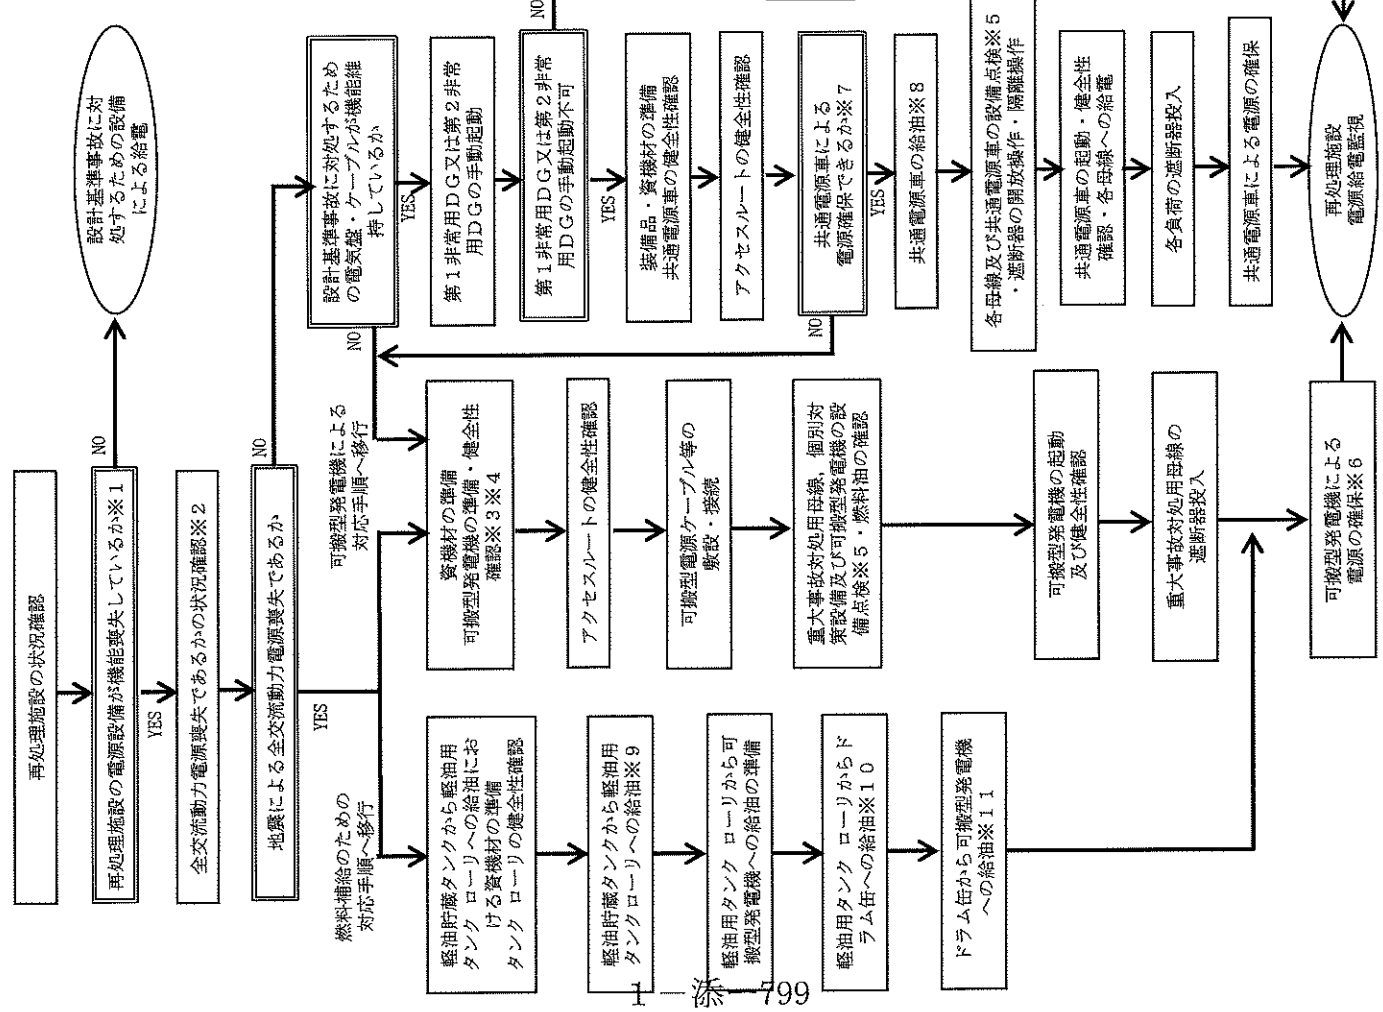 再処理施設の状況確認
再処理施設の電源設備が機能喪失しているか※1
NO
設計基準事故に対
処するための設備
による給電
YES
全交流動力電源喪失であるかの状況確認※2
地震による全交流動力電源喪失であるか
NO
YES
燃料補給のための
対応手順へ移行
軽油貯蔵タンクから軽油用
タンク ローリへの給油にお
ける資機材の準備
タンク ローリの健全性確認
軽油貯蔵タンクから軽油用
タンクローリへの給油※9
軽油用タンク ローリから可
搬型発電機への給油の準備
軽油用タンク ローリからド
ラム缶への給油※10
ドラム缶から可搬型発電機
への給油※11
可搬型発電機による
対応手順へ移行
資機材の準備
可搬型発電機の準備・健全性
確認※3※4
アクセスルートの健全性確認
可搬型電源ケーブル等の
敷設・接続
重大事故対処用母線，個別対
策設備及び可搬型発電機の設
備点検※5・燃料油の確認
可搬型発電機の起動
及び健全性確認
重大事故対処用母線の
遮断器投入
可搬型発電機による
電源の確保※6
設計基準事故に対処するため
の電気盤・ケーブルが機能維
持しているか
NO
YES
第1非常用DG又は第2非常
用DGの手動起動
第1非常用DG又は第2非常
用DGの手動起動不可
NO
YES
装備品・資機材の準備
共通電源車の健全性確認
アクセスルートの健全性確認
共通電源車による
電源確保できるか※7
NO
YES
共通電源車の給油※8
各母線及び共通電源車の設備点検※5
・遮断器の開放操作・隔離操作
共通電源車の起動・健全性
確認・各母線への給電
各負荷の遮断器投入
共通電源車による電源の確保
再処理施設
電源給電監視
1－添－799